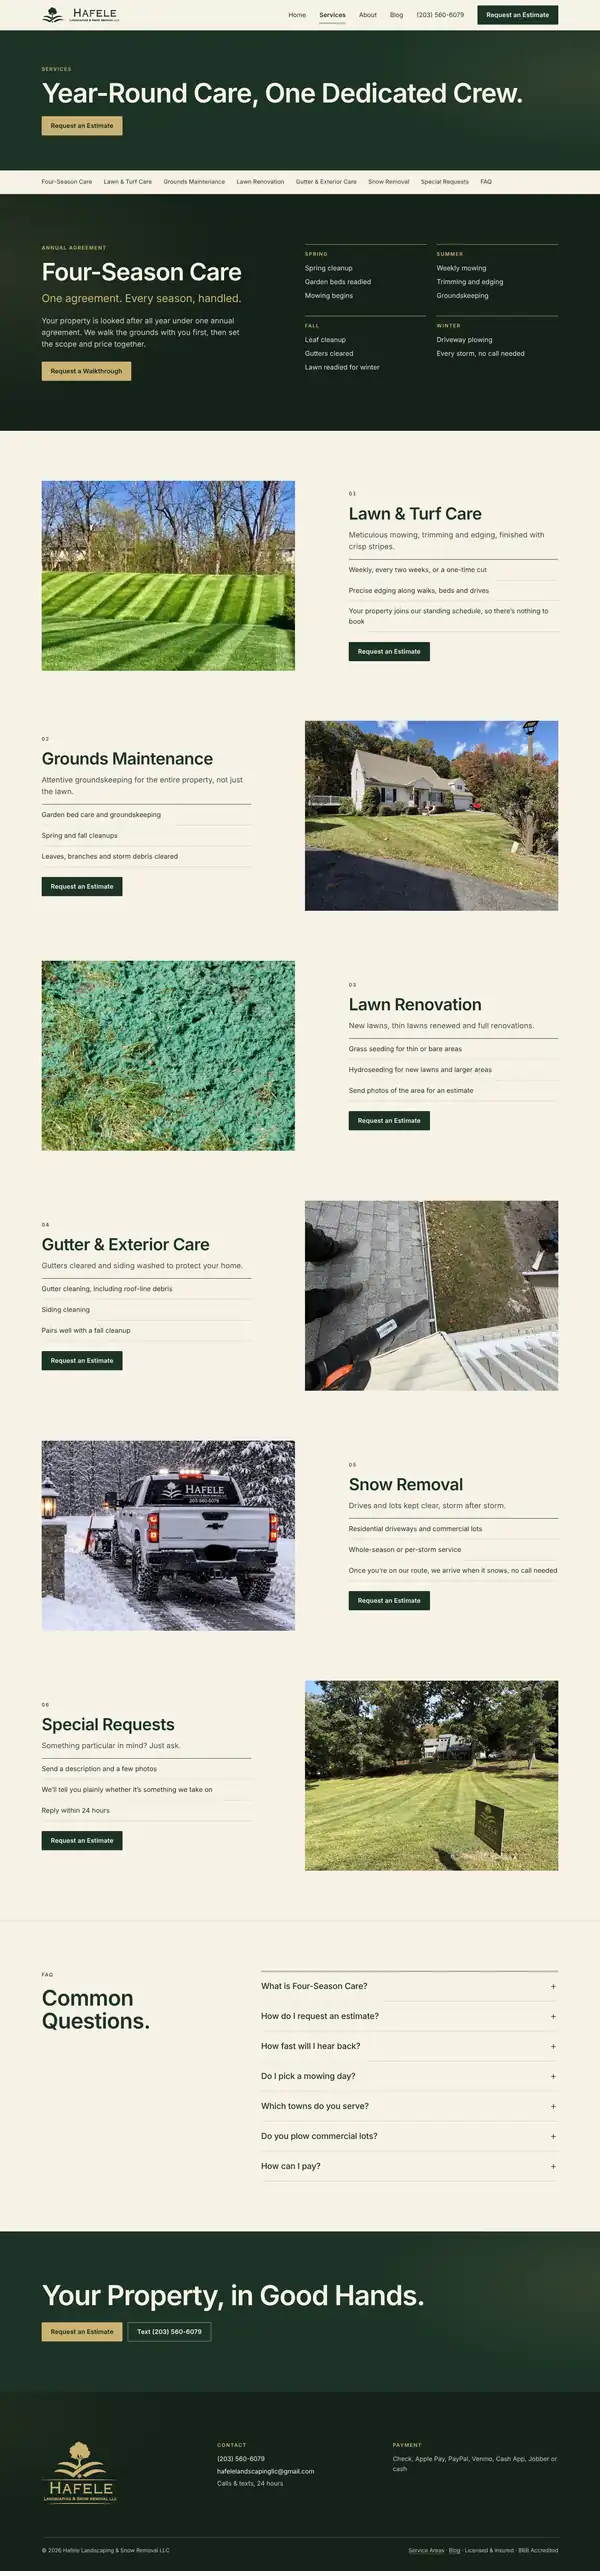 HAFELE
LANDSCAPING & SNOW REMOVAL LLC
Home Services About Blog (203) 560-6079 Request an Estimate
SERVICES
Year-Round Care, One Dedicated Crew.
Request an Estimate
Four-Season Care Lawn & Turf Care Grounds Maintenance Lawn Renovation Gutter & Exterior Care Snow Removal Special Requests FAQ
ANNUAL AGREEMENT
Four-Season Care
One agreement. Every season, handled.
Your property is looked after all year under one annual
agreement. We walk the grounds with you first, then set
the scope and price together.
Request a Walkthrough
SPRING
Spring cleanup
Garden beds readied
Mowing begins
SUMMER
Weekly mowing
Trimming and edging
Groundskeeping
FALL
Leaf cleanup
Gutters cleared
Lawn readied for winter
WINTER
Driveway plowing
Every storm, no call needed
01
Lawn & Turf Care
Meticulous mowing, trimming and edging, finished with
crisp stripes.
Weekly, every two weeks, or a one-time cut
Precise edging along walks, beds and drives
Your property joins our standing schedule, so there's nothing to
book
Request an Estimate
02
Grounds Maintenance
Attentive groundskeeping for the entire property, not just
the lawn.
Garden bed care and groundskeeping
Spring and fall cleanups
Leaves, branches and storm debris cleared
Request an Estimate
03
Lawn Renovation
New lawns, thin lawns renewed and full renovations.
Grass seeding for thin or bare areas
Hydroseeding for new lawns and larger areas
Send photos of the area for an estimate
Request an Estimate
04
Gutter & Exterior Care
Gutters cleared and siding washed to protect your home.
Gutter cleaning, including roof-line debris
Siding cleaning
Pairs well with a fall cleanup
Request an Estimate
HAFELE
203-560-6079
05
Snow Removal
Drives and lots kept clear, storm after storm.
Residential driveways and commercial lots
Whole-season or per-storm service
Once you're on our route, we arrive when it snows, no call needed
Request an Estimate
06
Special Requests
Something particular in mind? Just ask.
Send a description and a few photos
We'll tell you plainly whether it's something we take on
Reply within 24 hours
Request an Estimate
HAFELE
FAQ
Common
Questions.
What is Four-Season Care? +
How do I request an estimate? +
How fast will I hear back? +
Do I pick a mowing day? +
Which towns do you serve? +
Do you plow commercial lots? +
How can I pay? +
Your Property, in Good Hands.
Request an Estimate Text (203) 560-6079
HAFELE
LANDSCAPING & SNOW REMOVAL LLC
CONTACT
(203) 560-6079
hafelelandscapingllc@gmail.com
Calls & texts, 24 hours
PAYMENT
Check, Apple Pay, PayPal, Venmo, Cash App, Jobber or
cash
© 2026 Hafele Landscaping & Snow Removal LLC
Service Areas · Blog · Licensed & Insured · BBB Accredited